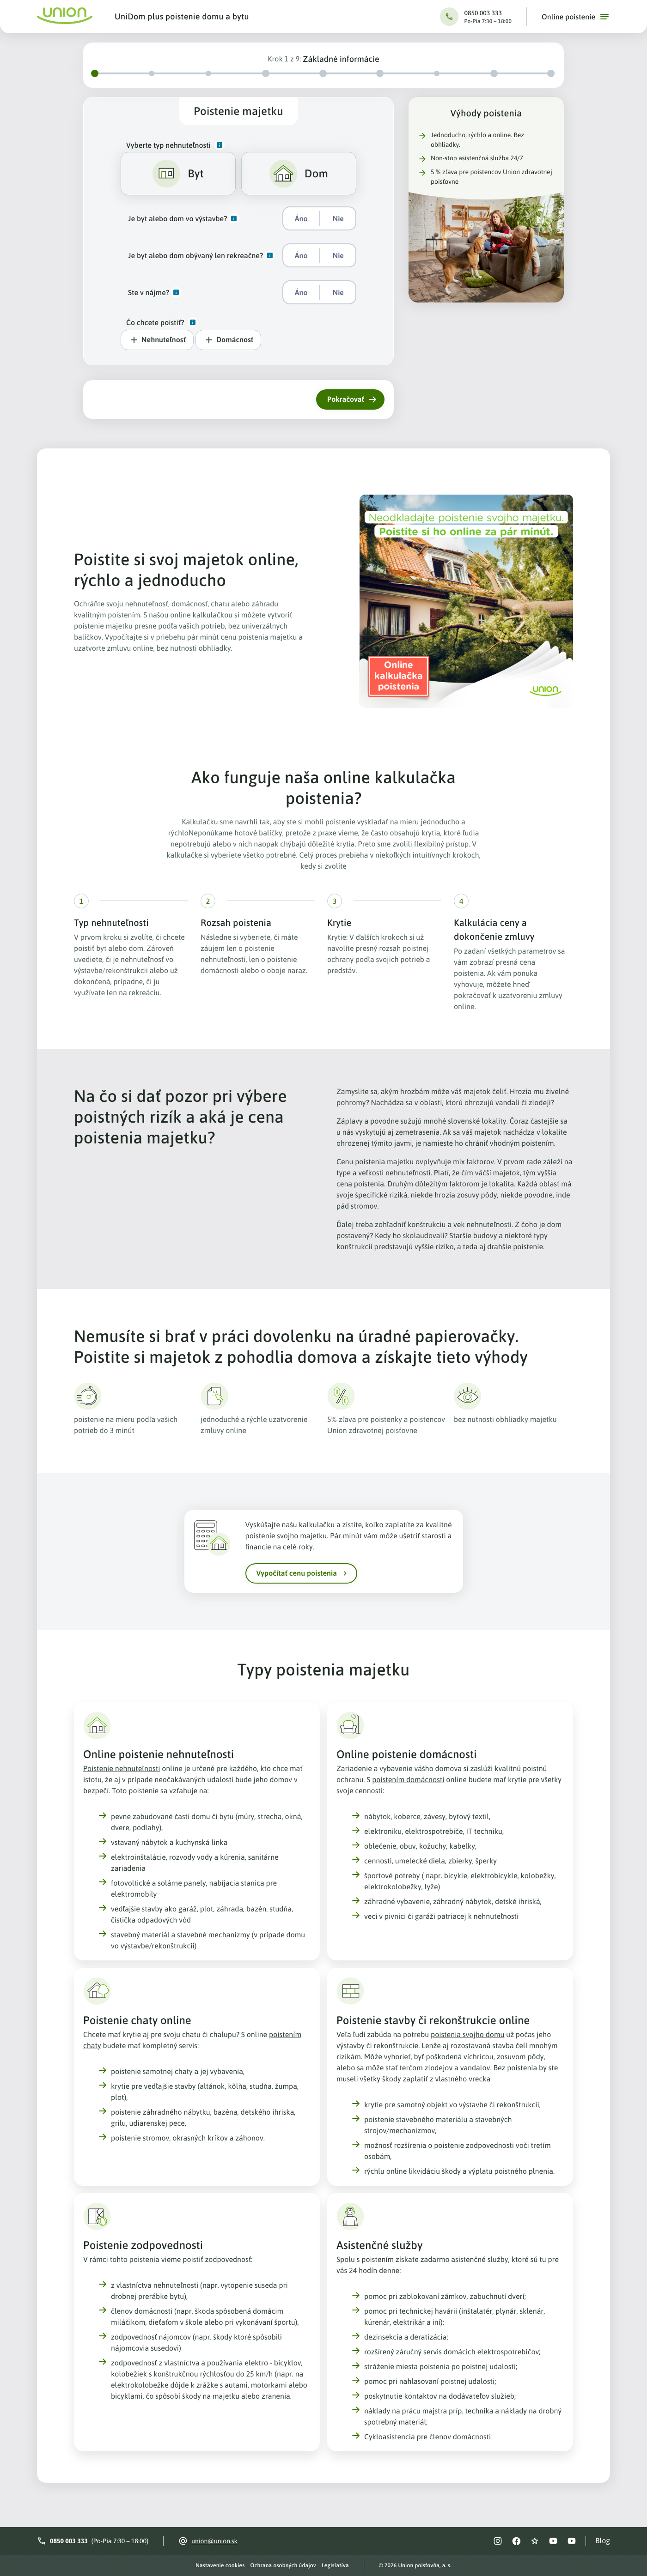 union
UniDom plus poistenie domu a bytu
0850 003 333
Po-Pia 7:30 – 18:00
Online poistenie
Krok 1 z 9: Základné informácie
Poistenie majetku
Vyberte typ nehnuteľnosti
Byt
Dom
Je byt alebo dom vo výstavbe?
Áno
Nie
Je byt alebo dom obývaný len rekreačne?
Áno
Nie
Ste v nájme?
Áno
Nie
Čo chcete poistiť?
Nehnuteľnosť
Domácnosť
Pokračovať
Výhody poistenia
Jednoducho, rýchlo a online. Bez
obhliadky.
Non-stop asistenčná služba 24/7
5 % zľava pre poistencov Union zdravotnej
poisťovne
Poistite si svoj majetok online,
rýchlo a jednoducho
Ochráňte svoju nehnuteľnosť, domácnosť, chatu alebo záhradu
kvalitným poistením. S našou online kalkulačkou si môžete vytvoriť
poistenie majetku presne podľa vašich potrieb, bez univerzálnych
balíčkov. Vypočítajte si v priebehu pár minút cenu poistenia majetku a
uzatvorte zmluvu online, bez nutnosti obhliadky.
Neodkladajte poistenie svojho majetku.
Poistite si ho online za pár minút.
Online
kalkulačka
poistenia
union
Ako funguje naša online kalkulačka
poistenia?
Kalkulačku sme navrhli tak, aby ste si mohli poistenie vyskladať na mieru jednoducho a
rýchloNeponúkame hotové balíčky, pretože z praxe vieme, že často obsahujú krytia, ktoré ľudia
nepotrebujú alebo v nich naopak chýbajú dôležité krytia. Preto sme zvolili flexibilný prístup. V
kalkulačke si vyberiete všetko potrebné. Celý proces prebieha v niekoľkých intuitívnych krokoch,
kedy si zvolíte
1
2
3
4
Typ nehnuteľnosti
V prvom kroku si zvolíte, či chcete
poistiť byt alebo dom. Zároveň
uvediete, či je nehnuteľnosť vo
výstavbe/rekonštrukcii alebo už
dokončená, prípadne, či ju
využívate len na rekreáciu.
Rozsah poistenia
Následne si vyberiete, či máte
záujem len o poistenie
nehnuteľnosti, len o poistenie
domácnosti alebo o oboje naraz.
Krytie
Krytie: V ďalších krokoch si už
navolíte presný rozsah poistnej
ochrany podľa svojich potrieb a
predstáv.
Kalkulácia ceny a
dokončenie zmluvy
Po zadaní všetkých parametrov sa
vám zobrazí presná cena
poistenia. Ak vám ponuka
vyhovuje, môžete hneď
pokračovať k uzatvoreniu zmluvy
online.
Na čo si dať pozor pri výbere
poistných rizík a aká je cena
poistenia majetku?
Zamyslite sa, akým hrozbám môže váš majetok čeliť. Hrozia mu živelné
pohromy? Nachádza sa v oblasti, ktorú ohrozujú vandali či zlodeji?
Záplavy a povodne sužujú mnohé slovenské lokality. Čoraz častejšie sa
u nás vyskytujú aj zemetrasenia. Ak sa váš majetok nachádza v lokalite
ohrozenej týmito javmi, je namieste ho chrániť vhodným poistením.
Cenu poistenia majetku ovplyvňuje mix faktorov. V prvom rade záleží na
type a veľkosti nehnuteľnosti. Platí, že čím väčší majetok, tým vyššia
cena poistenia. Druhým dôležitým faktorom je lokalita. Každá oblasť má
svoje špecifické riziká, niekde hrozia zosuvy pôdy, niekde povodne, inde
pád stromov.
Ďalej treba zohľadniť konštrukciu a vek nehnuteľnosti. Z čoho je dom
postavený? Kedy ho skolaudovali? Staršie budovy a niektoré typy
konštrukcií predstavujú vyššie riziko, a teda aj drahšie poistenie.
Nemusíte si brať v práci dovolenku na úradné papierovačky.
Poistite si majetok z pohodlia domova a získajte tieto výhody
poistenie na mieru podľa vašich
potrieb do 3 minút
jednoduché a rýchle uzatvorenie
zmluvy online
5% zľava pre poistenky a poistencov
Union zdravotnej poisťovne
bez nutnosti obhliadky majetku
Vyskúšajte našu kalkulačku a zistite, koľko zaplatíte za kvalitné
poistenie svojho majetku. Pár minút vám môže ušetriť starosti a
financie na celé roky.
Vypočítať cenu poistenia
Typy poistenia majetku
Online poistenie nehnuteľnosti
Poistenie nehnuteľnosti online je určené pre každého, kto chce mať
istotu, že aj v prípade neočakávaných udalostí bude jeho domov v
bezpečí. Toto poistenie sa vzťahuje na:
pevne zabudované časti domu či bytu (múry, strecha, okná,
dvere, podlahy),
vstavaný nábytok a kuchynská linka
elektroinštalácie, rozvody vody a kúrenia, sanitárne
zariadenia
fotovoltické a solárne panely, nabíjacia stanica pre
elektromobily
vedľajšie stavby ako garáž, plot, záhrada, bazén, studňa,
čistička odpadových vôd
stavebný materiál a stavebné mechanizmy (v prípade domu
vo výstavbe/rekonštrukcii)
Online poistenie domácnosti
Zariadenie a vybavenie vášho domova si zaslúži kvalitnú poistnú
ochranu. S poistením domácnosti online budete mať krytie pre všetky
svoje cennosti:
nábytok, koberce, závesy, bytový textil,
elektroniku, elektrospotrebiče, IT techniku,
oblečenie, obuv, kožuchy, kabelky,
cennosti, umelecké diela, zbierky, šperky
športové potreby ( napr. bicykle, elektrobicykle, kolobežky,
elektrokolobežky, lyže)
záhradné vybavenie, záhradný nábytok, detské ihriská,
veci v pivnici či garáži patriacej k nehnuteľnosti
Poistenie chaty online
Chcete mať krytie aj pre svoju chatu či chalupu? S online poistením
chaty budete mať kompletný servis:
poistenie samotnej chaty a jej vybavenia,
krytie pre vedľajšie stavby (altánok, kôlňa, studňa, žumpa,
plot),
poistenie záhradného nábytku, bazéna, detského ihriska,
grilu, udiarenskej pece,
poistenie stromov, okrasných kríkov a záhonov.
Poistenie stavby či rekonštrukcie online
Veľa ľudí zabúda na potrebu poistenia svojho domu už počas jeho
výstavby či rekonštrukcie. Lenže aj rozostavaná stavba čelí mnohým
rizikám. Môže vyhorieť, byť poškodená víchricou, zosuvom pôdy,
alebo sa môže stať terčom zlodejov a vandalov. Bez poistenia by ste
museli všetky škody zaplatiť z vlastného vrecka
krytie pre samotný objekt vo výstavbe či rekonštrukcii,
poistenie stavebného materiálu a stavebných
strojov/mechanizmov,
možnosť rozšírenia o poistenie zodpovednosti voči tretím
osobám,
rýchlu online likvidáciu škody a výplatu poistného plnenia.
Poistenie zodpovednosti
V rámci tohto poistenia vieme poistiť zodpovednosť:
z vlastníctva nehnuteľnosti (napr. vytopenie suseda pri
drobnej prerábke bytu),
členov domácnosti (napr. škoda spôsobená domácim
miláčikom, dieťaťom v škole alebo pri vykonávaní športu),
zodpovednosť nájomcov (napr. škody ktoré spôsobili
nájomcovia susedovi)
zodpovednosť z vlastníctva a používania elektro - bicyklov,
kolobežiek s konštrukčnou rýchlosťou do 25 km/h (napr. na
elektrokolobežke dôjde k zrážke s autami, motorkami alebo
bicyklami, čo spôsobí škody na majetku alebo zranenia.
Asistenčné služby
Spolu s poistením získate zadarmo asistenčné služby, ktoré sú tu pre
vás 24 hodín denne:
pomoc pri zablokovaní zámkov, zabuchnutí dverí;
pomoc pri technickej havárii (inštalatér, plynár, sklenár,
kúrenár, elektrikár a iní);
dezinsekcia a deratizácia;
rozšírený záručný servis domácich elektrospotrebičov;
stráženie miesta poistenia po poistnej udalosti;
pomoc pri nahlasovaní poistnej udalosti;
poskytnutie kontaktov na dodávateľov služieb;
náklady na prácu majstra príp. technika a náklady na drobný
spotrebný materiál;
Cykloasistencia pre členov domácnosti
0850 003 333 (Po-Pia 7:30 – 18:00)
union@union.sk
Blog
Nastavenie cookies
Ochrana osobných údajov
Legislatíva
© 2026 Union poisťovňa, a. s.